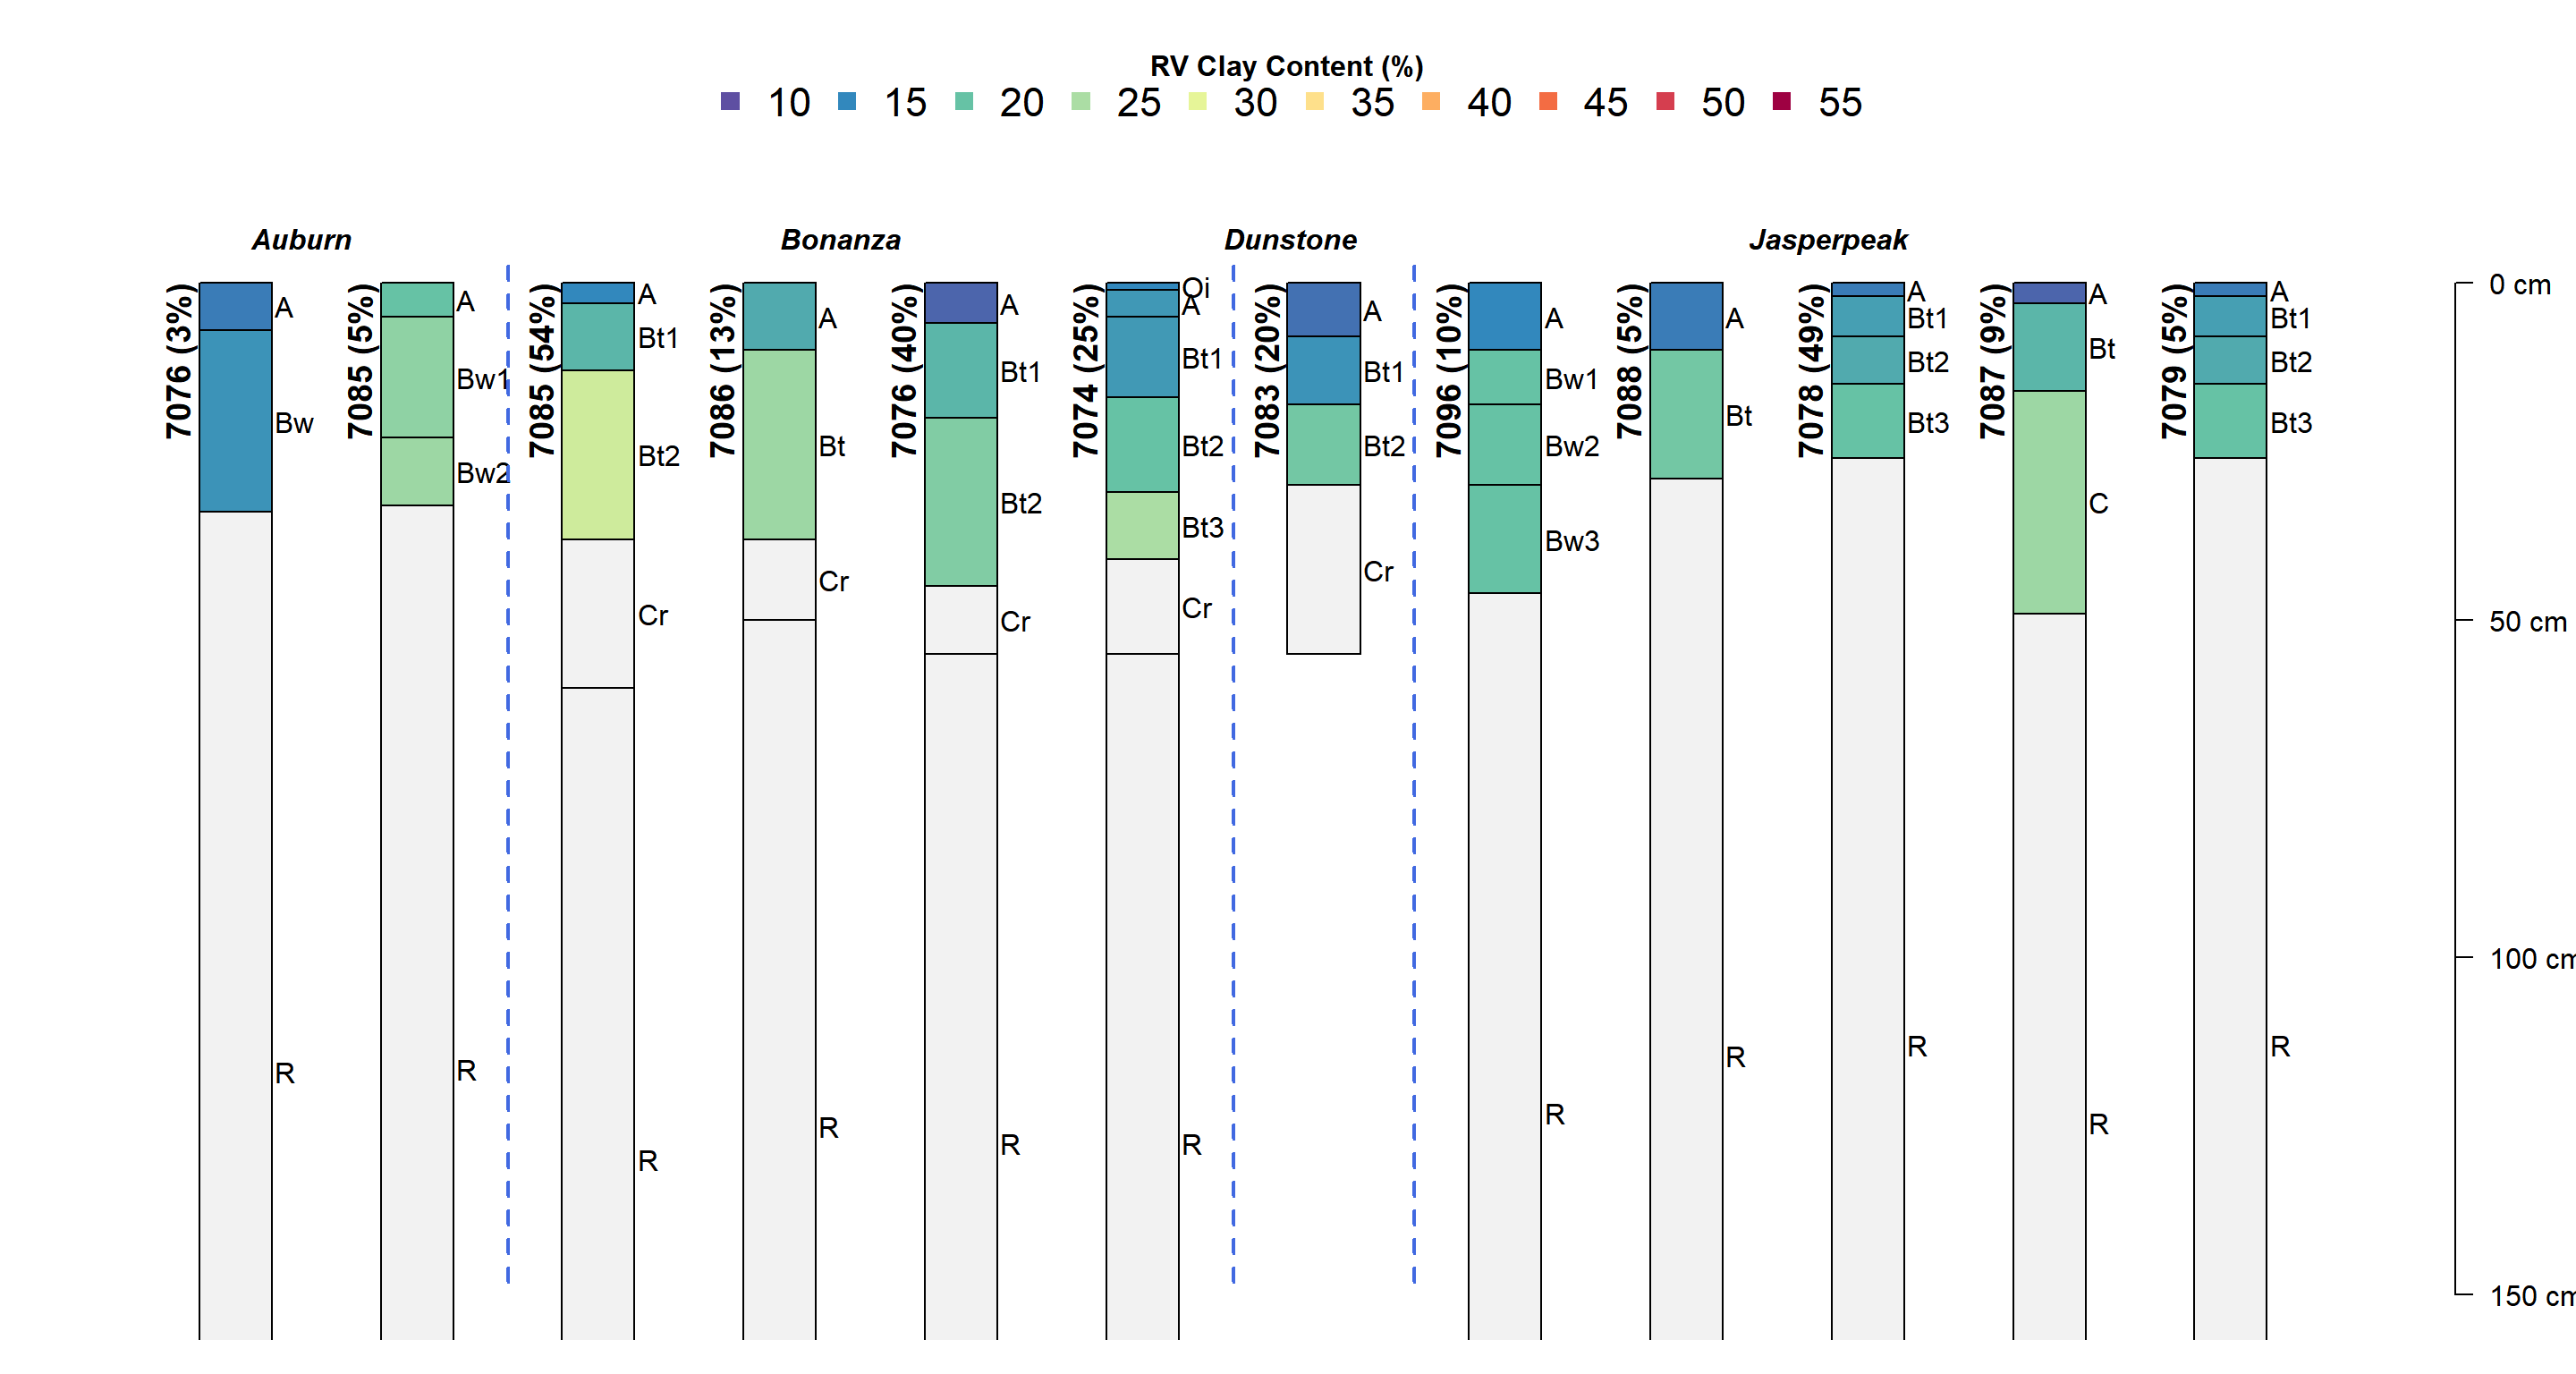 RV Clay Content (%)
10 15 20 25 30 35 40 45 50 55
Auburn Bonanza Dunstone Jasperpeak
7076 (3%)
A
Bw
R
7085 (5%)
A
Bw1
Bw2
R
7085 (54%)
A
Bt1
Bt2
Cr
R
7086 (13%)
A
Bt
Cr
R
7076 (40%)
A
Bt1
Bt2
Cr
R
7074 (25%)
Oi
A
Bt1
Bt2
Bt3
Cr
R
7083 (20%)
A
Bt1
Bt2
Cr
7096 (10%)
A
Bw1
Bw2
Bw3
R
7088 (5%)
A
Bt
R
7078 (49%)
A
Bt1
Bt2
Bt3
R
7087 (9%)
A
Bt
C
R
7079 (5%)
A
Bt1
Bt2
Bt3
R
0 cm
50 cm
100 cm
150 cm